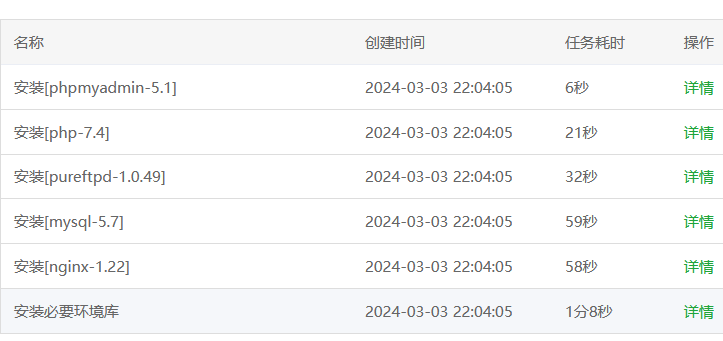 名称 创建时间 任务耗时 操作
安装[phpmyadmin-5.1] 2024-03-03 22:04:05 6秒 详情
安装[php-7.4] 2024-03-03 22:04:05 21秒 详情
安装[pureftpd-1.0.49] 2024-03-03 22:04:05 32秒 详情
安装[mysql-5.7] 2024-03-03 22:04:05 59秒 详情
安装[nginx-1.22] 2024-03-03 22:04:05 58秒 详情
安装必要环境库 2024-03-03 22:04:05 1分8秒 详情